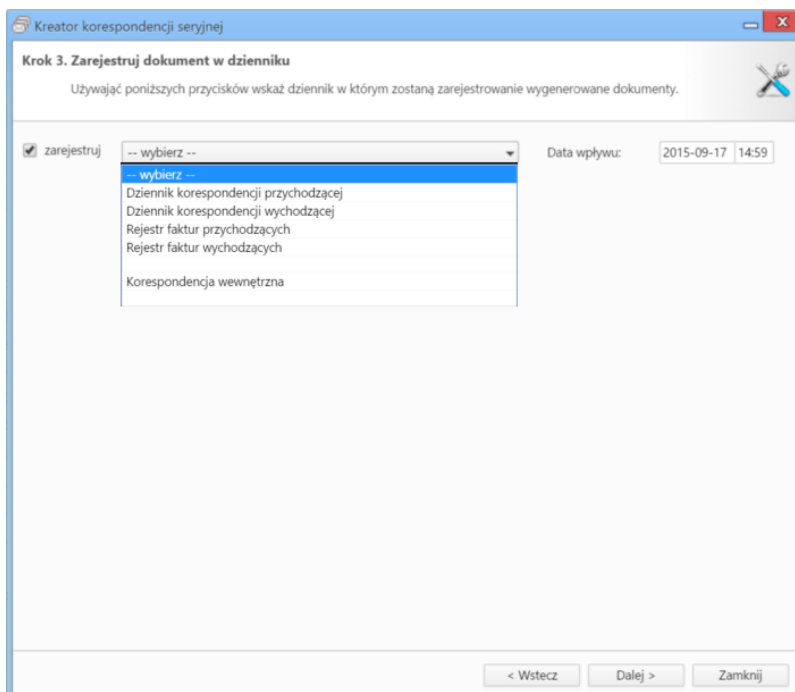 Kreator korespondencji seryjnej
Krok 3. Zarejestruj dokument w dzienniku
Używając poniższych przycisków wskaż dziennik w którym zostaną zarejestrowanie wygenerowane dokumenty.
zarejestruj -- wybierz -- Data wpływu: 2015-09-17 14:59
-- wybierz --
Dziennik korespondencji przychodzącej
Dziennik korespondencji wychodzącej
Rejestr faktur przychodzących
Rejestr faktur wychodzących
Korespondencja wewnętrzna
< Wstecz Dalej > Zamknij